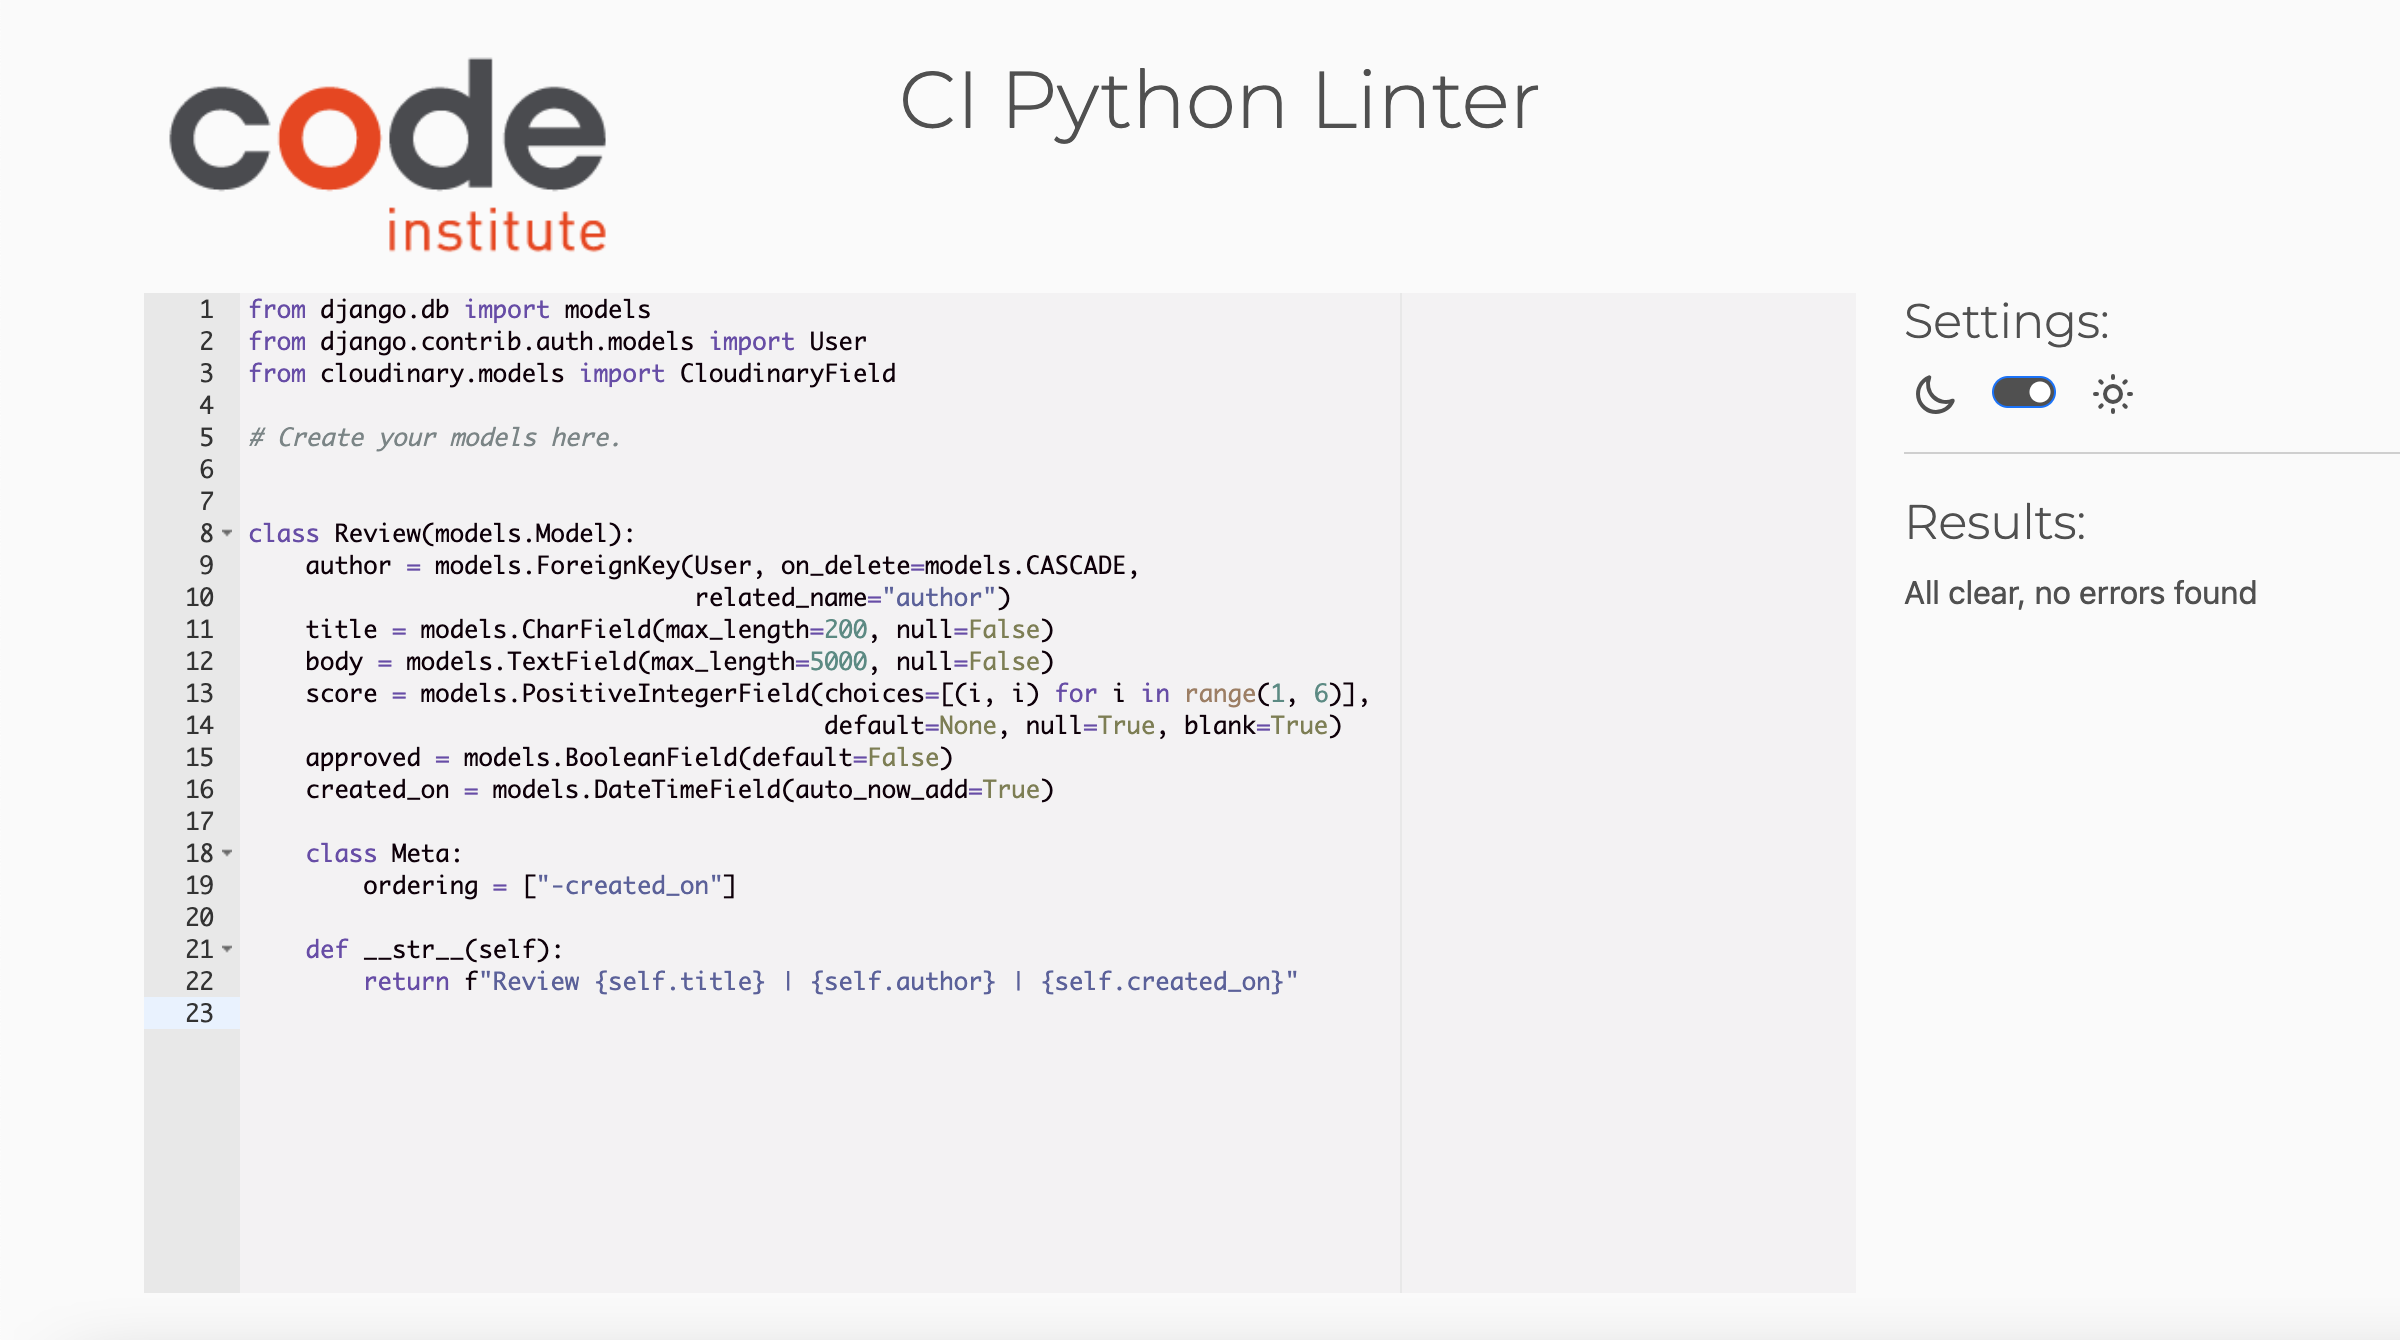 code
institute
CI Python Linter
1 from django.db import models
2 from django.contrib.auth.models import User
3 from cloudinary.models import CloudinaryField
4
5 # Create your models here.
6
7
8 class Review(models.Model):
9     author = models.ForeignKey(User, on_delete=models.CASCADE,
10                                related_name="author")
11     title = models.CharField(max_length=200, null=False)
12     body = models.TextField(max_length=5000, null=False)
13     score = models.PositiveIntegerField(choices=[(i, i) for i in range(1, 6)],
14                                         default=None, null=True, blank=True)
15     approved = models.BooleanField(default=False)
16     created_on = models.DateTimeField(auto_now_add=True)
17
18     class Meta:
19         ordering = ["-created_on"]
20
21     def __str__(self):
22         return f"Review {self.title} | {self.author} | {self.created_on}"
23
Settings:
Results:
All clear, no errors found